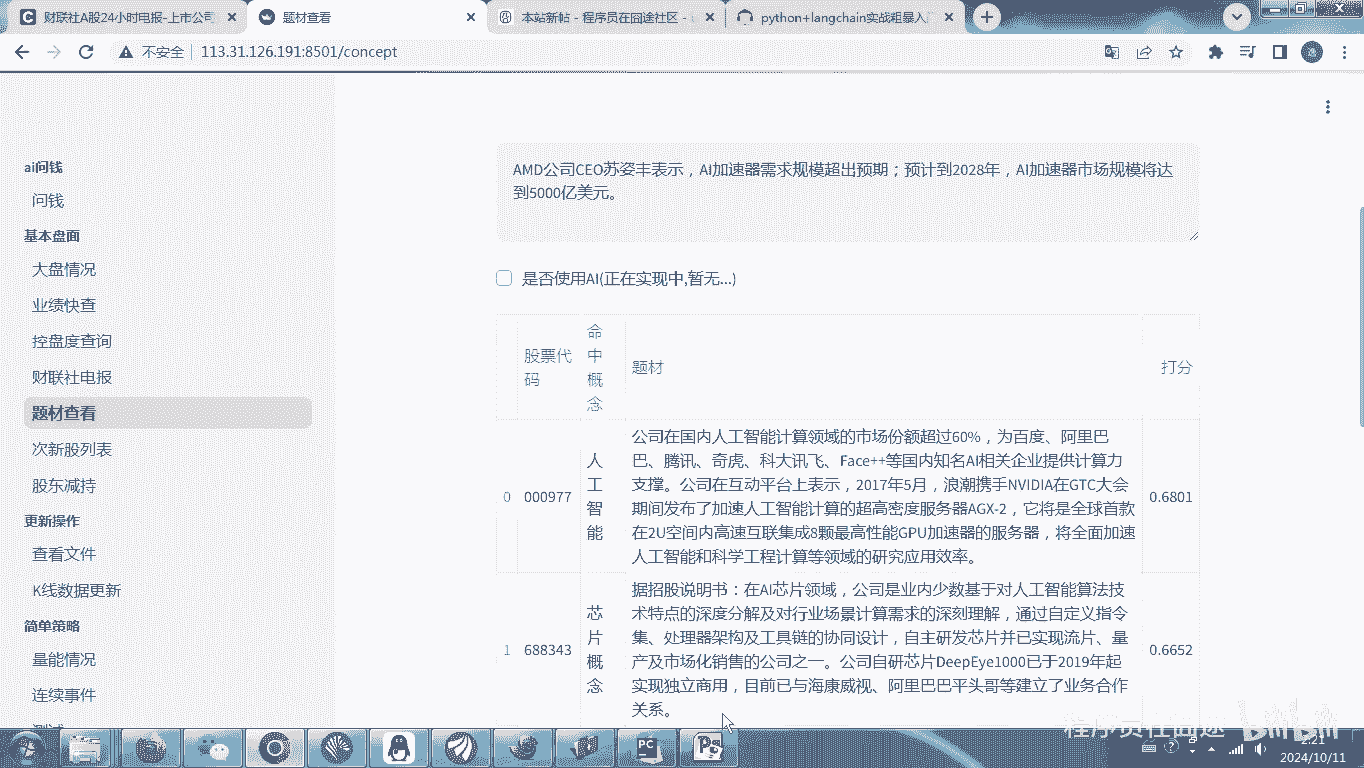 财联社A股24小时电报-上市公司
题材查看
本站新帖 - 程序员在囧途社区 -
python+langchain实战粗暴入
不安全
113.31.126.191:8501/concept
ai问钱
问钱
基本盘面
大盘情况
业绩快查
控盘度查询
财联社电报
题材查看
次新股列表
股东减持
更新操作
查看文件
K线数据更新
简单策略
量能情况
连续事件
AMD公司CEO苏姿丰表示，AI加速器需求规模超出预期；预计到2028年，AI加速器市场规模将达
到5000亿美元。
是否使用AI(正在实现中,暂无...)
股票代码 命中概念 题材 打分
0 000977 人工智能 0.6801
公司在国内人工智能计算领域的市场份额超过60%，为百度、阿里巴
巴、腾讯、奇虎、科大讯飞、Face++等国内知名AI相关企业提供计算力
支撑。公司在互动平台上表示，2017年5月，浪潮携手NVIDIA在GTC大会
期间发布了加速人工智能计算的超高密度服务器AGX-2，它将是全球首款
在2U空间内高速互联集成8颗最高性能GPU加速器的服务器，将全面加速
人工智能和科学工程计算等领域的研究应用效率。
1 688343 芯片概念 0.6652
据招股说明书：在AI芯片领域，公司是业内少数基于对人工智能算法技
术特点的深度分解及对行业场景计算需求的深刻理解，通过自定义指令
集、处理器架构及工具链的协同设计，自主研发芯片并已实现流片、量
产及市场化销售的公司之一。公司自研芯片DeepEye1000已于2019年起
实现独立商用，目前已与海康威视、阿里巴巴平头哥等建立了业务合作
关系。
程序员在囧途
bilibili
2:21
2024/10/11